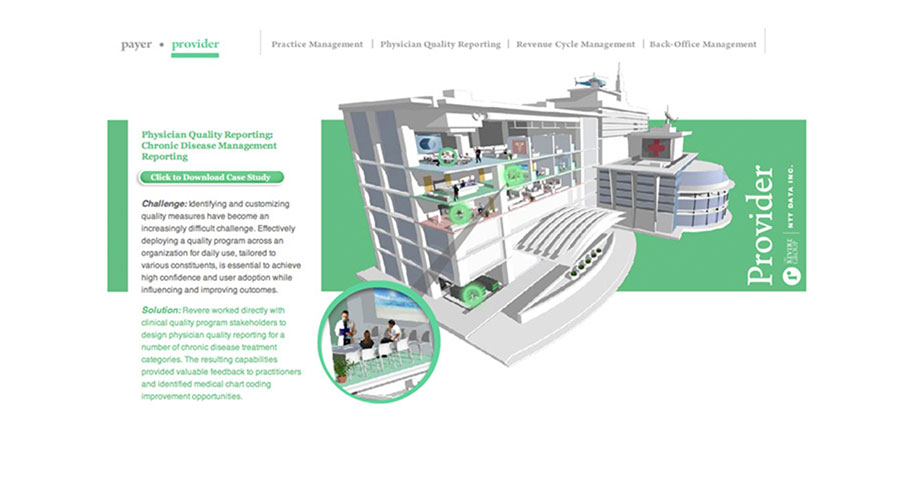 payer • provider
Practice Management | Physician Quality Reporting | Revenue Cycle Management | Back-Office Management
Physician Quality Reporting:
Chronic Disease Management
Reporting
Click to Download Case Study
Challenge: Identifying and customizing
quality measures have become an
increasingly difficult challenge. Effectively
deploying a quality program across an
organization for daily use, tailored to
various constituents, is essential to achieve
high confidence and user adoption while
influencing and improving outcomes.
Solution: Revere worked directly with
clinical quality program stakeholders to
design physician quality reporting for a
number of chronic disease treatment
categories. The resulting capabilities
provided valuable feedback to practitioners
and identified medical chart coding
improvement opportunities.
Provider
r
REVERE
GROUP
NTT DATA INC.